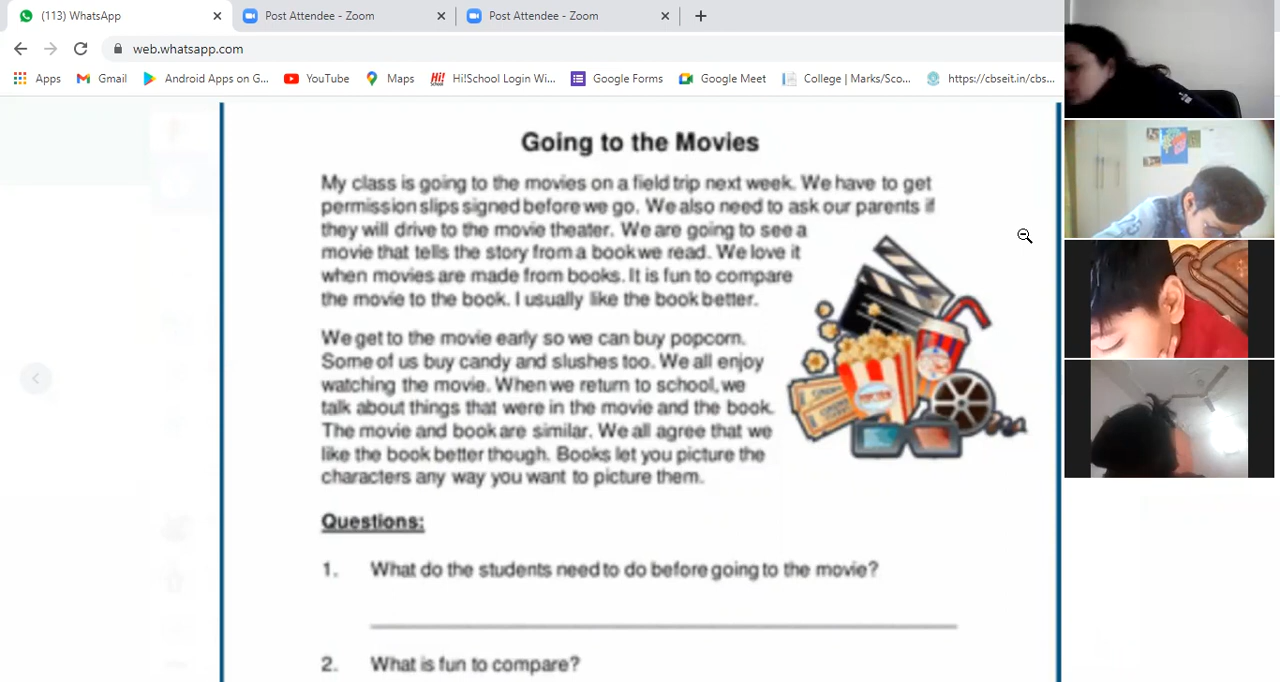 (113) WhatsApp
Post Attendee - Zoom
Post Attendee - Zoom
web.whatsapp.com
Apps
Gmail
Android Apps on G...
YouTube
Maps
Hi!School Login Wi...
Google Forms
Google Meet
College | Marks/Sco...
https://cbseit.in/cbs...
Going to the Movies
My class is going to the movies on a field trip next week. We have to get
permission slips signed before we go. We also need to ask our parents if
they will drive to the movie theater. We are going to see a
movie that tells the story from a book we read. We love it
when movies are made from books. It is fun to compare
the movie to the book. I usually like the book better.
We get to the movie early so we can buy popcorn.
Some of us buy candy and slushes too. We all enjoy
watching the movie. When we return to school, we
talk about things that were in the movie and the book.
The movie and book are similar. We all agree that we
like the book better though. Books let you picture the
characters any way you want to picture them.
Questions:
1. What do the students need to do before going to the movie?
2. What is fun to compare?